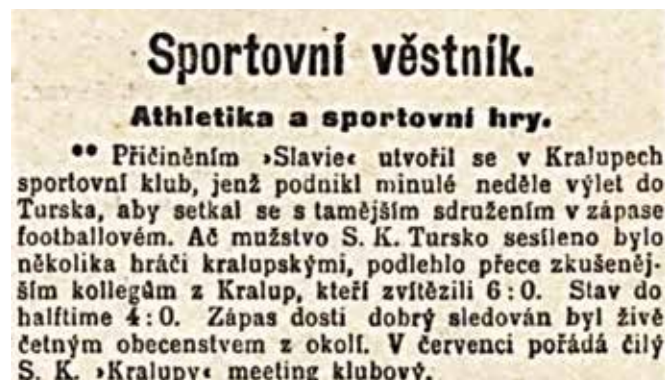 Sportovní věstník.
Athletika a sportovní hry.
** Přičiněním »Slavie« utvořil se v Kralupech
sportovní klub, jenž podnikl minulé neděle výlet do
Turska, aby setkal se s tamějším sdružením v zápase
footballovém. Ač mužstvo S. K. Tursko sesíleno bylo
několika hráči kralupskými, podlehlo přece zkušeněj-
ším kollegům z Kralup, kteří zvítězili 6 : 0. Stav do
halftime 4 : 0. Zápas dosti dobrý sledován byl živě
četným obecenstvem z okolí. V červenci pořádá čilý
S. K. »Kralupy« meeting klubový.